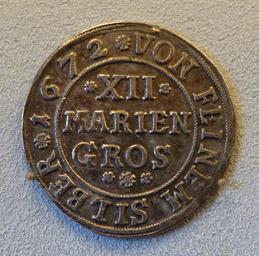 1672 VON FEINEM SILBER
XII
MARIEN
GROS